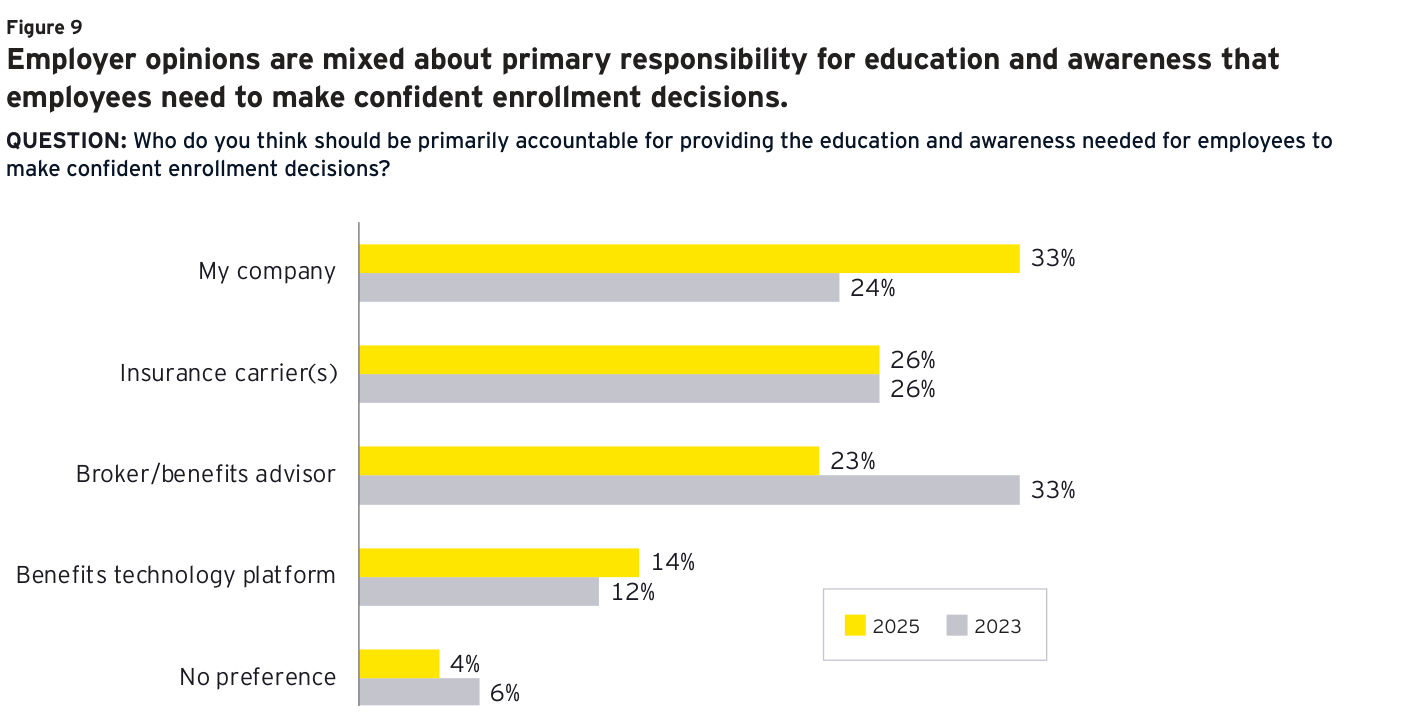 Figure 9
Employer opinions are mixed about primary responsibility for education and awareness that
employees need to make confident enrollment decisions.
QUESTION: Who do you think should be primarily accountable for providing the education and awareness needed for employees to
make confident enrollment decisions?
My company
33%
24%
Insurance carrier(s)
26%
26%
Broker/benefits advisor
23%
33%
Benefits technology platform
14%
12%
No preference
4%
6%
2025 2023